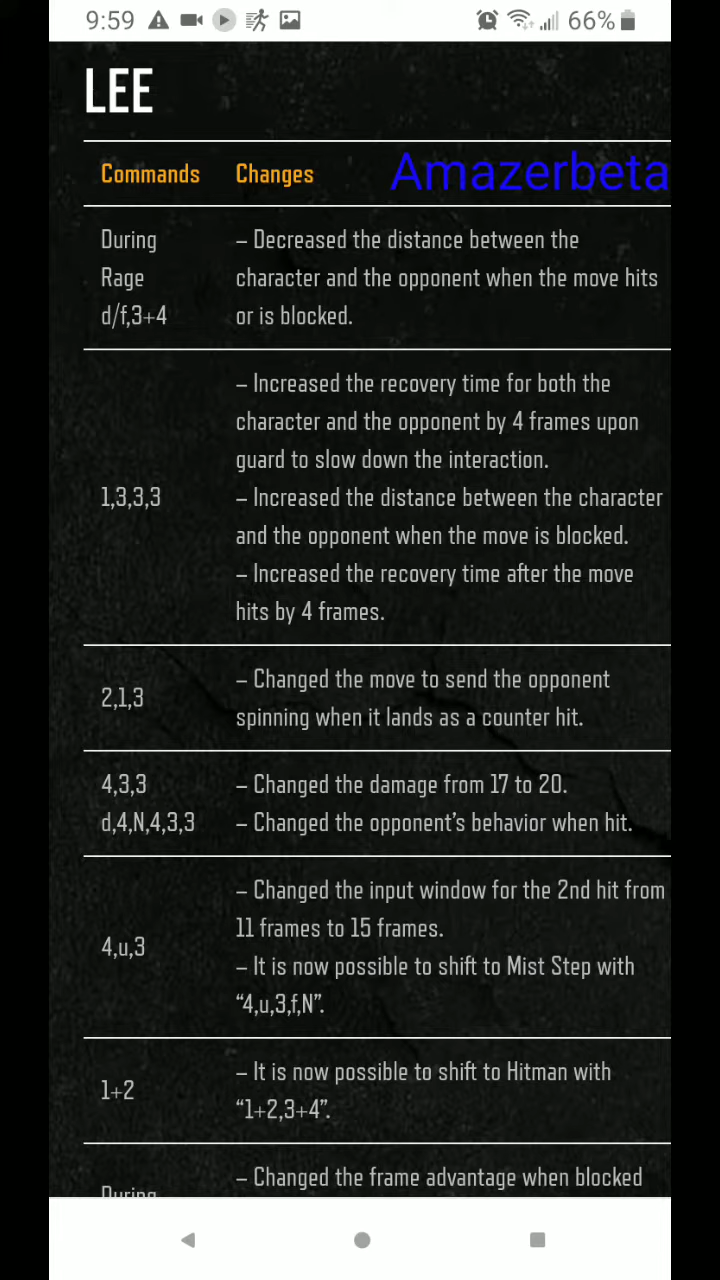 9:59
66%
LEE
Commands Changes Amazerbeta
During
Rage
d/f,3+4
– Decreased the distance between the
character and the opponent when the move hits
or is blocked.
1,3,3,3
– Increased the recovery time for both the
character and the opponent by 4 frames upon
guard to slow down the interaction.
– Increased the distance between the character
and the opponent when the move is blocked.
– Increased the recovery time after the move
hits by 4 frames.
2,1,3
– Changed the move to send the opponent
spinning when it lands as a counter hit.
4,3,3
d,4,N,4,3,3
– Changed the damage from 17 to 20.
– Changed the opponent's behavior when hit.
4,u,3
– Changed the input window for the 2nd hit from
11 frames to 15 frames.
– It is now possible to shift to Mist Step with
“4,u,3,f,N”.
1+2
– It is now possible to shift to Hitman with
“1+2,3+4”.
During
– Changed the frame advantage when blocked